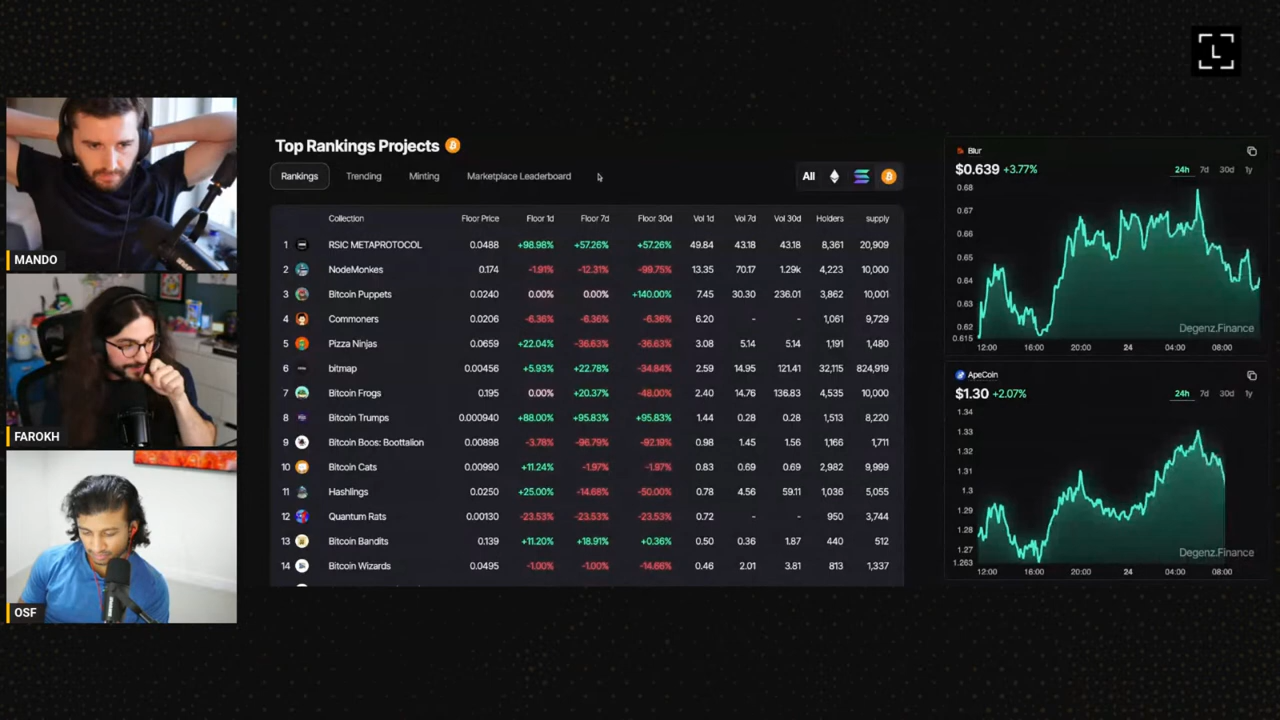 L
MANDO
FAROKH
OSF
Top Rankings Projects
Rankings Trending Minting Marketplace Leaderboard All
Collection Floor Price Floor 1d Floor 7d Floor 30d Vol 1d Vol 7d Vol 30d Holders supply
1 RSIC METAPROTOCOL 0.0488 +98.98% +57.26% +57.26% 49.84 43.18 43.18 8,361 20,909
2 NodeMonkes 0.174 -1.91% -12.31% -99.75% 13.35 70.17 1.29k 4,223 10,000
3 Bitcoin Puppets 0.0240 0.00% 0.00% +140.00% 7.45 30.30 236.01 3,862 10,001
4 Commoners 0.0206 -6.36% -6.36% -6.36% 6.20 - - 1,061 9,729
5 Pizza Ninjas 0.0659 +22.04% -36.63% -36.63% 3.08 5.14 5.14 1,191 1,480
6 bitmap 0.00456 +5.93% +22.78% -34.84% 2.59 14.95 121.41 32,115 824,919
7 Bitcoin Frogs 0.195 0.00% +20.37% -48.00% 2.40 14.76 136.83 4,535 10,000
8 Bitcoin Trumps 0.000940 +88.00% +95.83% +95.83% 1.44 0.28 0.28 1,513 8,220
9 Bitcoin Boos: Boottalion 0.00898 -3.78% -96.79% -92.19% 0.98 1.45 1.56 1,166 1,711
10 Bitcoin Cats 0.00990 +11.24% -1.97% -1.97% 0.83 0.69 0.69 2,982 9,999
11 Hashlings 0.0250 +25.00% -14.68% -50.00% 0.78 4.56 59.11 1,036 5,055
12 Quantum Rats 0.00130 -23.53% -23.53% -23.53% 0.72 - - 950 3,744
13 Bitcoin Bandits 0.139 +11.20% +18.91% +0.36% 0.50 0.36 1.87 440 512
14 Bitcoin Wizards 0.0495 -1.00% -1.00% -14.66% 0.46 2.01 3.81 813 1,337
Blur
$0.639 +3.77% 24h 7d 30d 1y
0.68
0.67
0.66
0.65
0.64
0.63
0.62
0.615
Degenz.Finance
12:00 16:00 20:00 24 04:00 08:00
ApeCoin
$1.30 +2.07% 24h 7d 30d 1y
1.34
1.33
1.32
1.31
1.3
1.29
1.28
1.27
1.263
Degenz.Finance
12:00 16:00 20:00 24 04:00 08:00